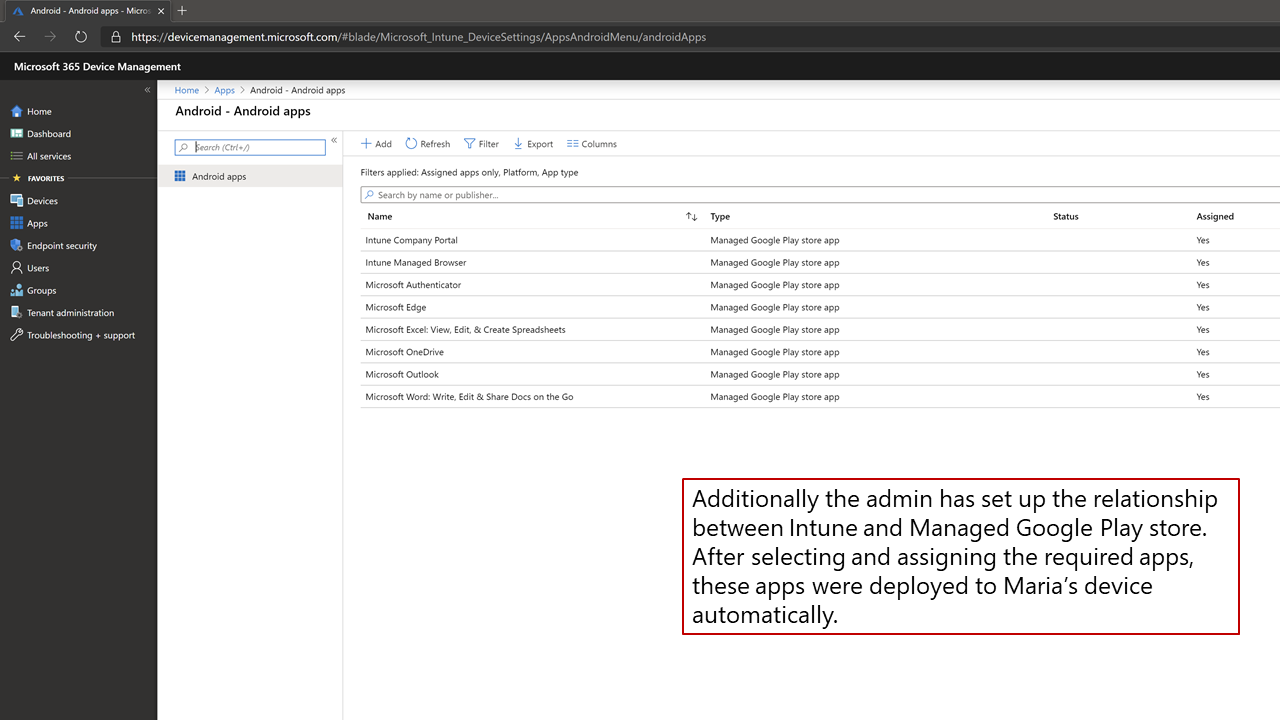 Android - Android apps - Micros
https://devicemanagement.microsoft.com/#blade/Microsoft_Intune_DeviceSettings/AppsAndroidMenu/androidApps
Microsoft 365 Device Management
Home
Dashboard
All services
FAVORITES
Devices
Apps
Endpoint security
Users
Groups
Tenant administration
Troubleshooting + support
Home > Apps > Android - Android apps
Android - Android apps
Search (Ctrl+/)
Android apps
Add Refresh Filter Export Columns
Filters applied: Assigned apps only, Platform, App type
Search by name or publisher...
Name Type Status Assigned
Intune Company Portal Managed Google Play store app Yes
Intune Managed Browser Managed Google Play store app Yes
Microsoft Authenticator Managed Google Play store app Yes
Microsoft Edge Managed Google Play store app Yes
Microsoft Excel: View, Edit, & Create Spreadsheets Managed Google Play store app Yes
Microsoft OneDrive Managed Google Play store app Yes
Microsoft Outlook Managed Google Play store app Yes
Microsoft Word: Write, Edit & Share Docs on the Go Managed Google Play store app Yes
Additionally the admin has set up the relationship
between Intune and Managed Google Play store.
After selecting and assigning the required apps,
these apps were deployed to Maria’s device
automatically.